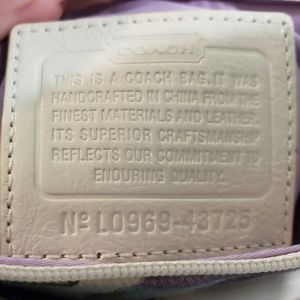 COACH
THIS IS A COACH BAG. IT WAS
HANDCRAFTED IN CHINA FROM THE
FINEST MATERIALS AND LEATHER.
ITS SUPERIOR CRAFTSMANSHIP
REFLECTS OUR COMMITMENT TO
ENDURING QUALITY.
Nº L0969-43725